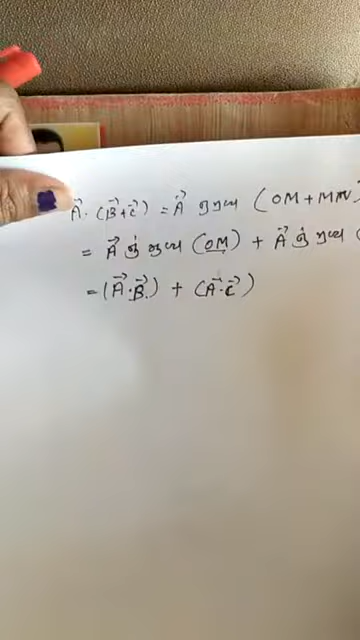 A⃗ · (B⃗ + C⃗) = A⃗ નું મૂલ્ય (OM + MN)
= A⃗ નું મૂલ્ય (OM) + A⃗ નું મૂલ્ય (
= (A⃗ · B⃗) + (A⃗ · C⃗)